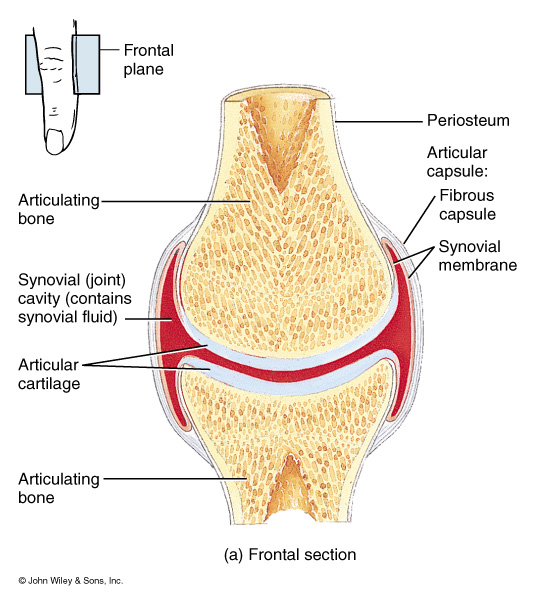 Frontal
plane
Periosteum
Articular
capsule:
Fibrous
capsule
Synovial
membrane
Articulating
bone
Synovial (joint)
cavity (contains
synovial fluid)
Articular
cartilage
Articulating
bone
(a) Frontal section
© John Wiley & Sons, Inc.